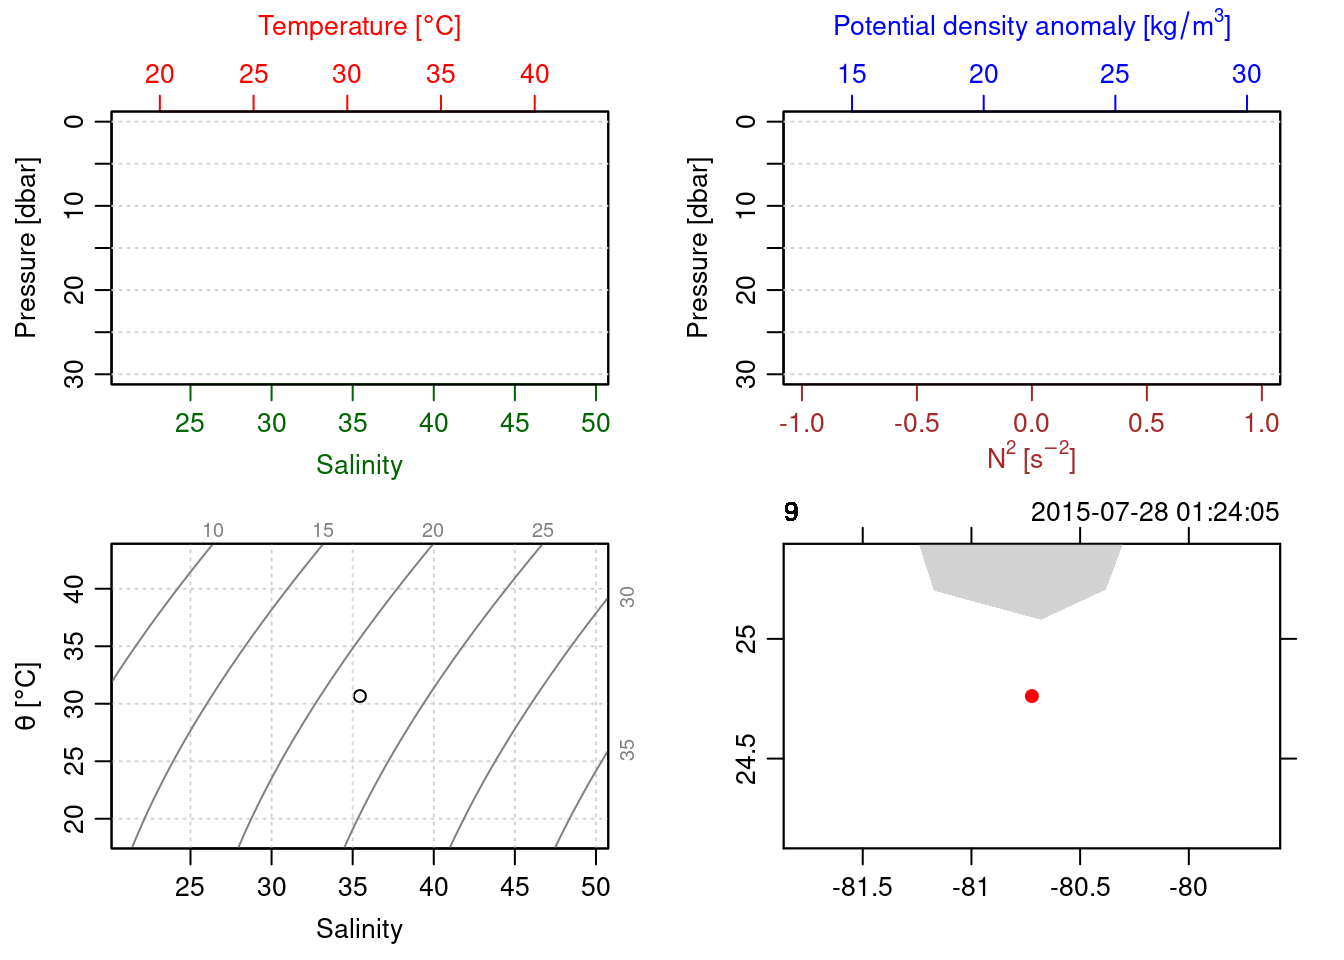 Temperature [°C]
20 25 30 35 40
0
10
20
30
Pressure [dbar]
25 30 35 40 45 50
Salinity
Potential density anomaly [kg/m³]
15 20 25 30
0
10
20
30
Pressure [dbar]
-1.0 -0.5 0.0 0.5 1.0
N² [s⁻²]
10 15 20 25
30
35
40
35
30
25
20
θ [°C]
25 30 35 40 45 50
Salinity
9 2015-07-28 01:24:05
25
24.5
-81.5 -81 -80.5 -80